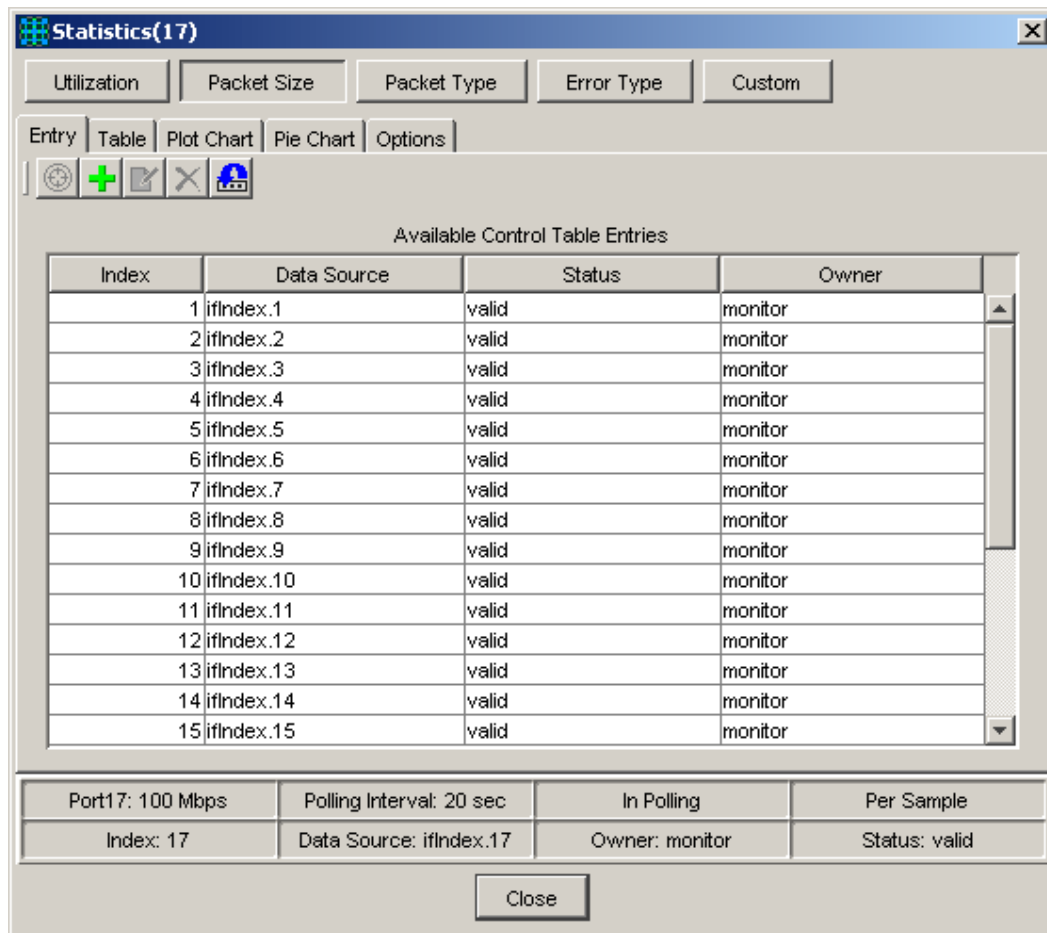 Statistics(17)
Utilization Packet Size Packet Type Error Type Custom
Entry Table Plot Chart Pie Chart Options
Available Control Table Entries
Index Data Source Status Owner
1 ifIndex.1 valid monitor
2 ifIndex.2 valid monitor
3 ifIndex.3 valid monitor
4 ifIndex.4 valid monitor
5 ifIndex.5 valid monitor
6 ifIndex.6 valid monitor
7 ifIndex.7 valid monitor
8 ifIndex.8 valid monitor
9 ifIndex.9 valid monitor
10 ifIndex.10 valid monitor
11 ifIndex.11 valid monitor
12 ifIndex.12 valid monitor
13 ifIndex.13 valid monitor
14 ifIndex.14 valid monitor
15 ifIndex.15 valid monitor
Port17: 100 Mbps Polling Interval: 20 sec In Polling Per Sample
Index: 17 Data Source: ifIndex.17 Owner: monitor Status: valid
Close